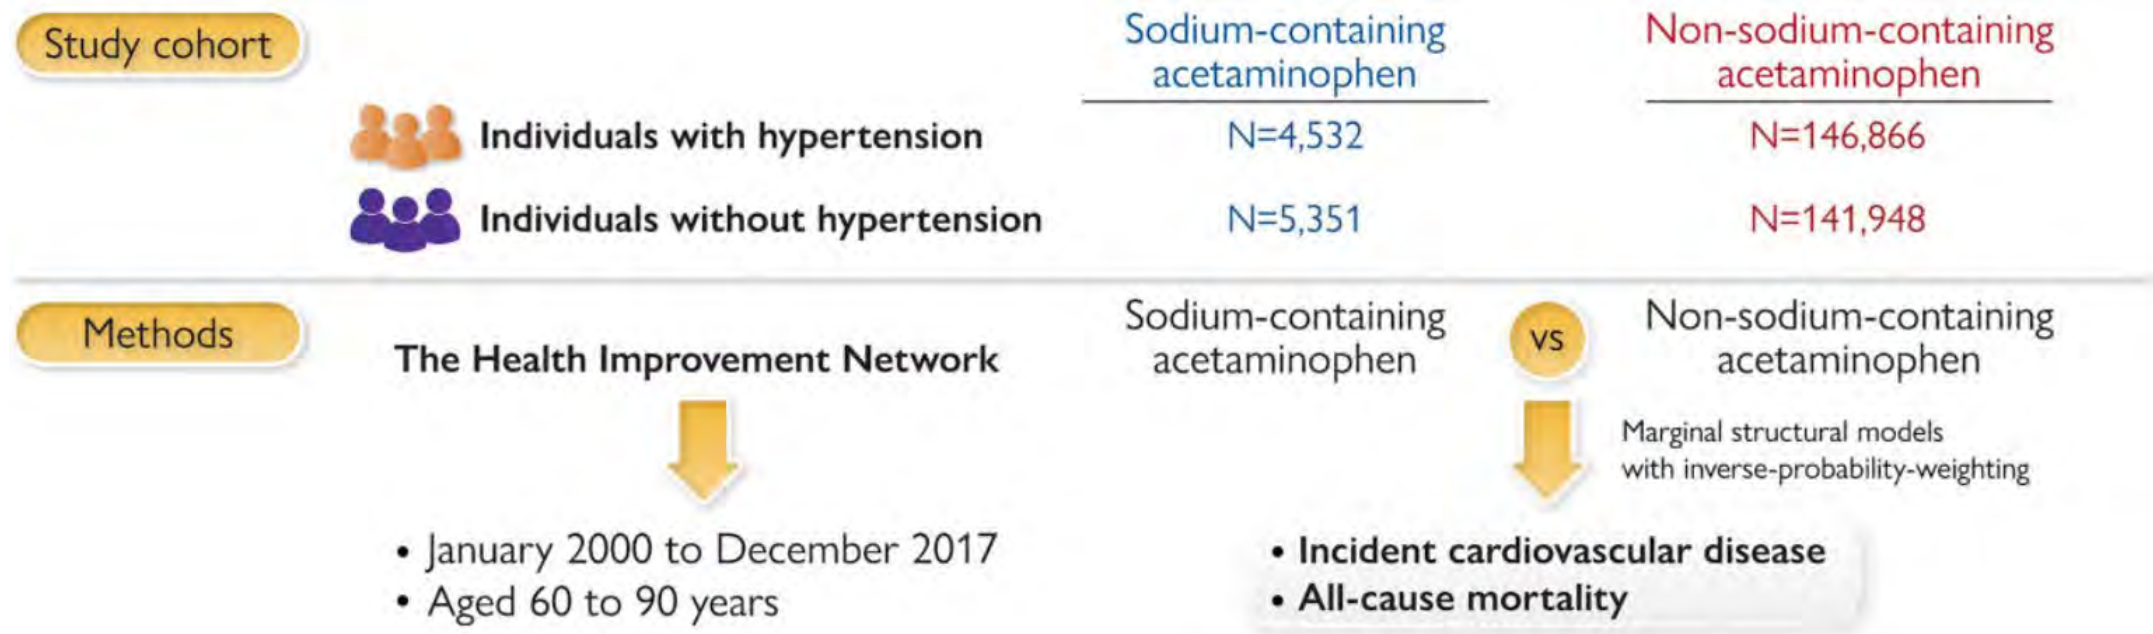 Study cohort
Sodium-containing
acetaminophen
Non-sodium-containing
acetaminophen
Individuals with hypertension
N=4,532
N=146,866
Individuals without hypertension
N=5,351
N=141,948
Methods
The Health Improvement Network
Sodium-containing
acetaminophen
VS
Non-sodium-containing
acetaminophen
Marginal structural models
with inverse-probability-weighting
• January 2000 to December 2017
• Aged 60 to 90 years
• Incident cardiovascular disease
• All-cause mortality